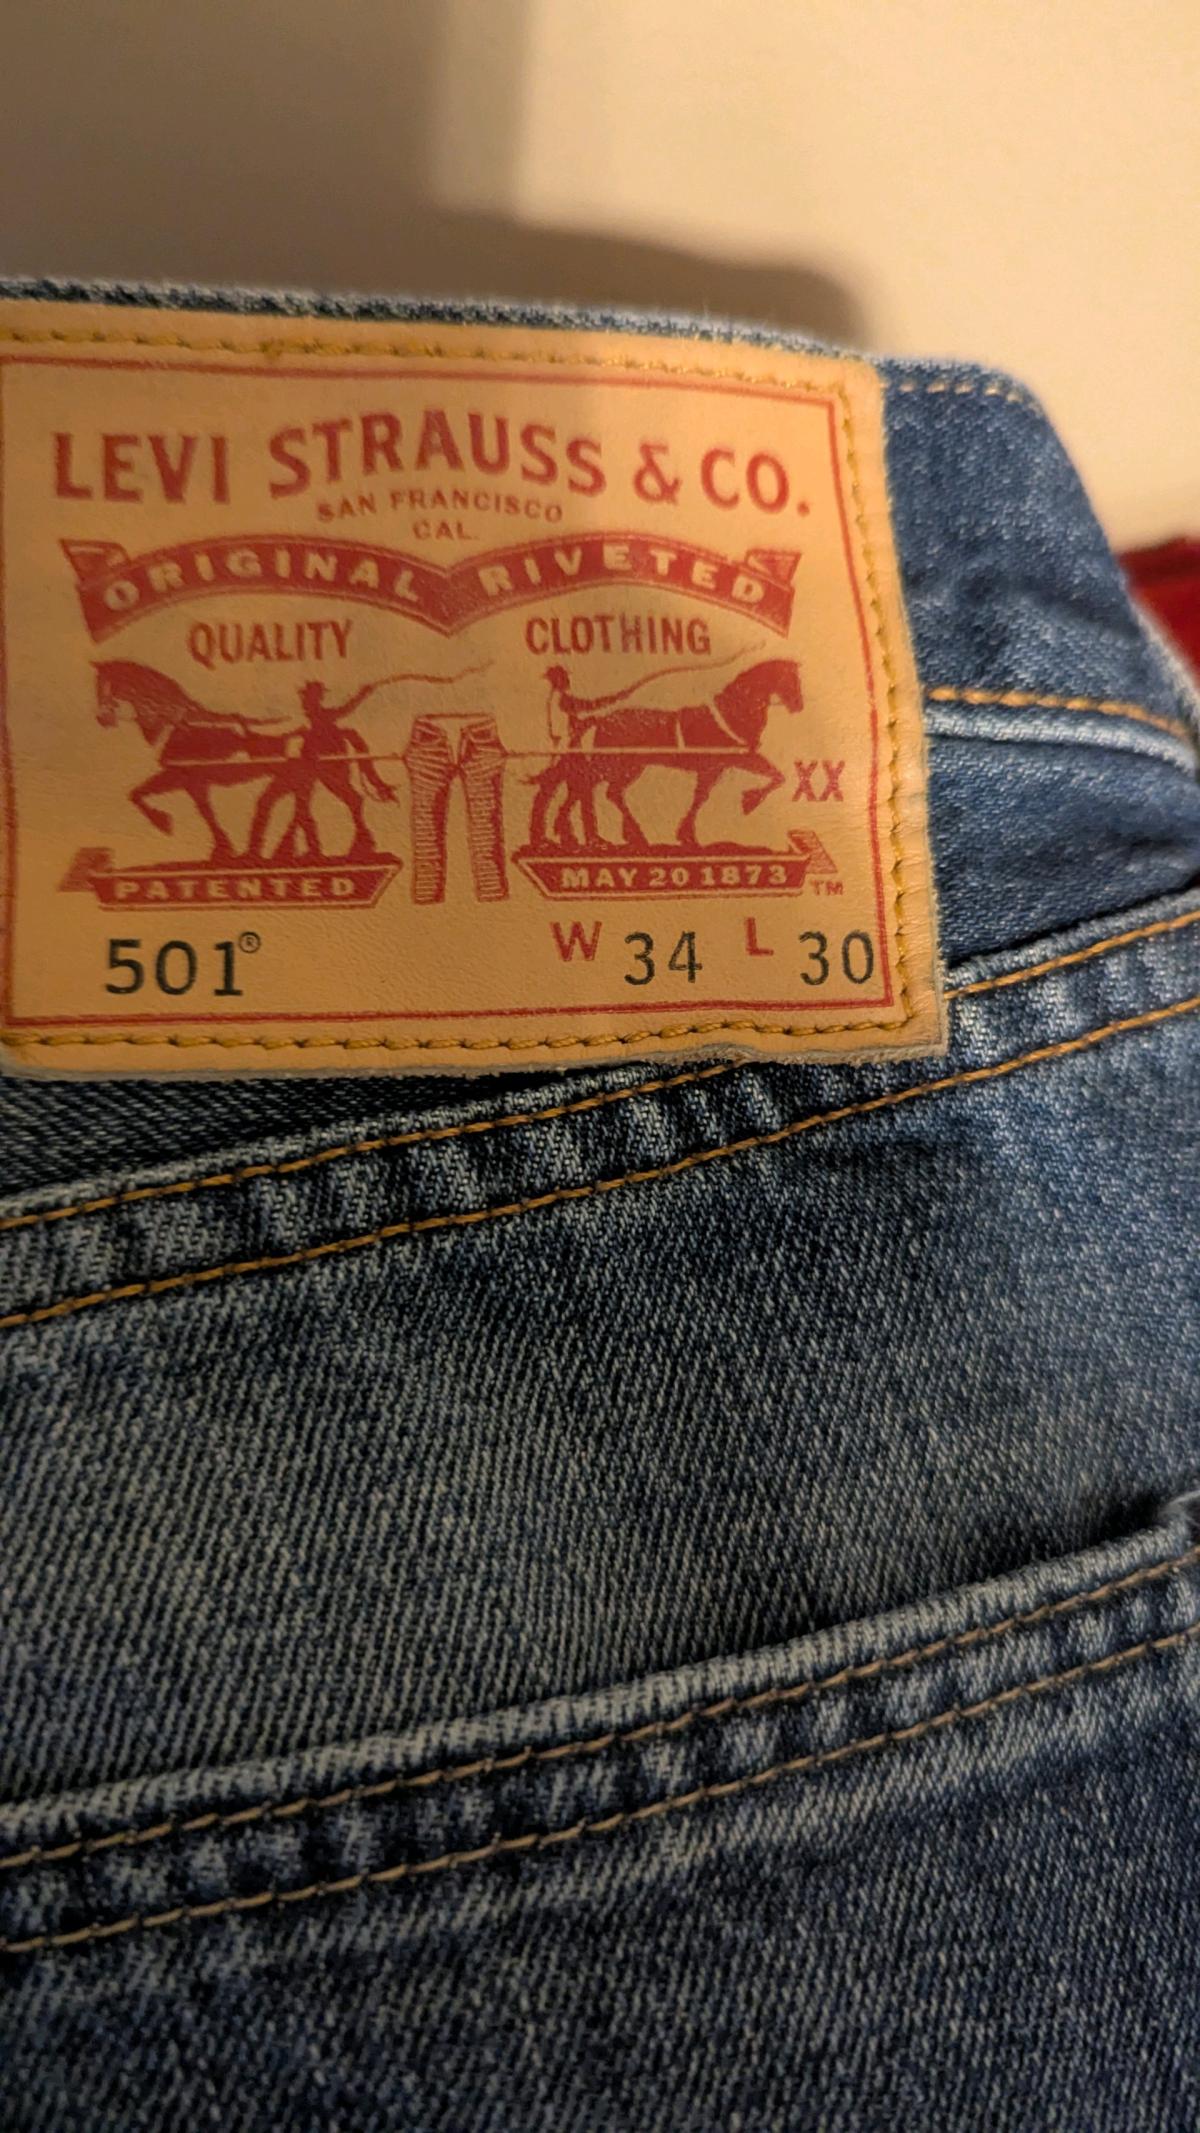 LEVI STRAUSS & CO.
SAN FRANCISCO
CAL.
ORIGINAL RIVETED
QUALITY CLOTHING
XX
PATENTED MAY 20 1873 ™
501® W 34 L 30